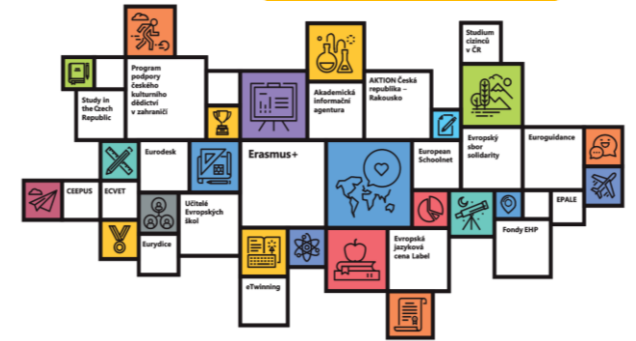 Studium
cizinců
v ČR
Program
podpory
českého
kulturního
dědictví
v zahraničí
Study in
the Czech
Republic
Akademická
informační
agentura
AKTION Česká
republika –
Rakousko
Eurodesk
Erasmus+
European
Schoolnet
Evropský
sbor
solidarity
Euroguidance
CEEPUS
ECVET
Učitelé
Evropských
škol
EPALE
Eurydice
Evropská
jazyková
cena Label
Fondy EHP
eTwinning